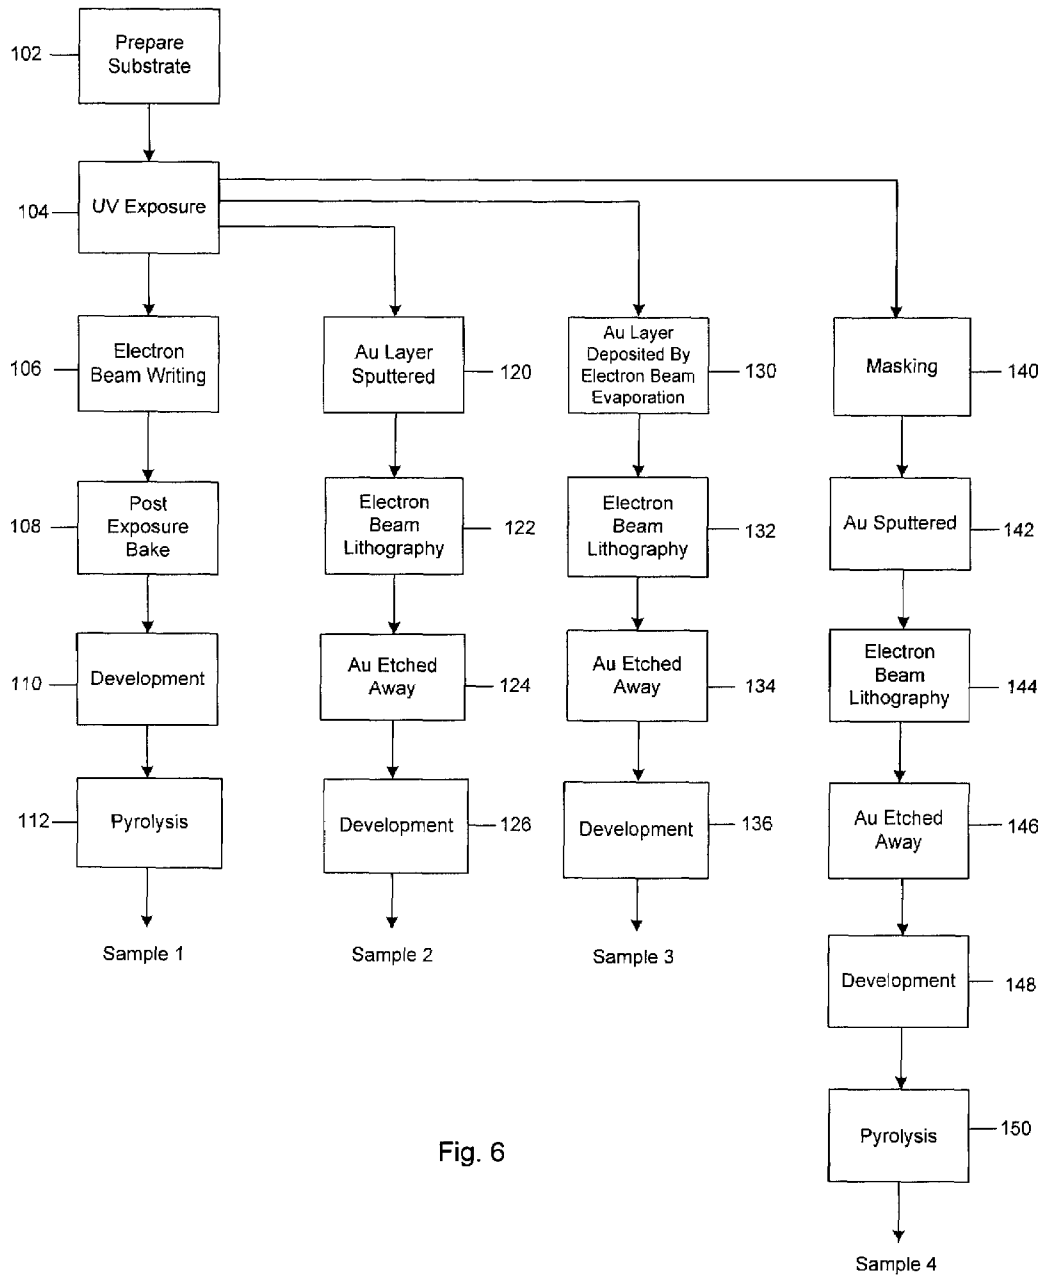 102
Prepare
Substrate
104
UV Exposure
106
Electron
Beam Writing
108
Post
Exposure
Bake
110
Development
112
Pyrolysis
Sample 1
Au Layer
Sputtered
120
Electron
Beam
Lithography
122
Au Etched
Away
124
Development
126
Sample 2
Au Layer
Deposited By
Electron Beam
Evaporation
130
Electron
Beam
Lithography
132
Au Etched
Away
134
Development
136
Sample 3
Masking
140
Au Sputtered
142
Electron
Beam
Lithography
144
Au Etched
Away
146
Development
148
Pyrolysis
150
Sample 4
Fig. 6